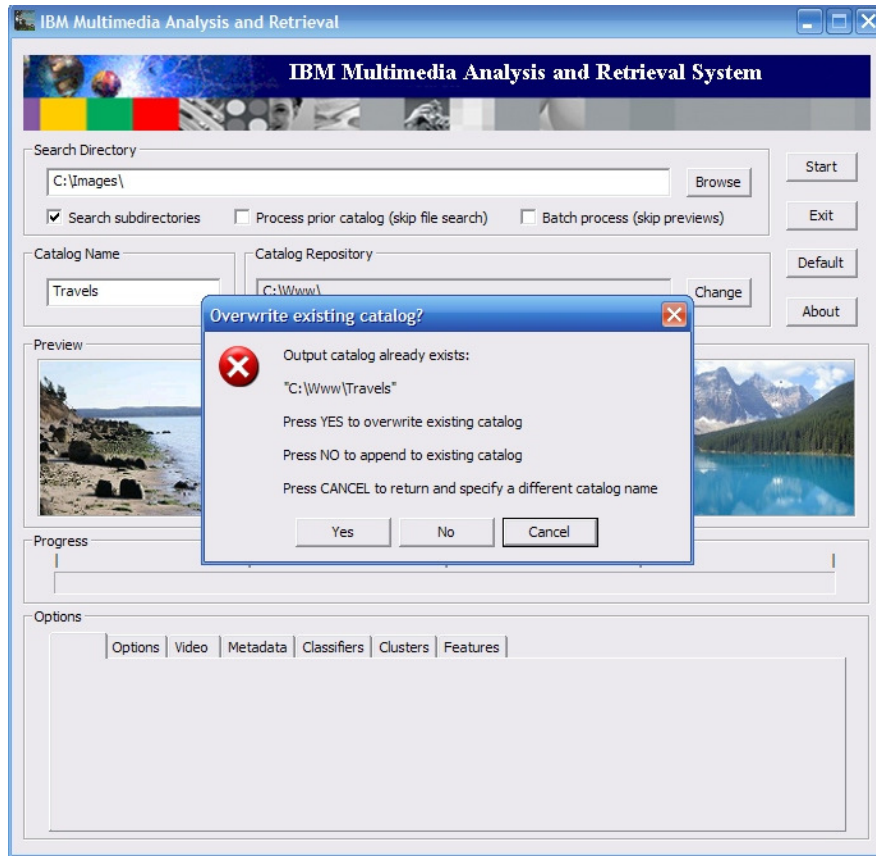 IBM Multimedia Analysis and Retrieval
IBM Multimedia Analysis and Retrieval System
Search Directory
C:\Images\
Browse
Start
Search subdirectories
Process prior catalog (skip file search)
Batch process (skip previews)
Exit
Catalog Name
Catalog Repository
Default
Travels
C:\Www\
Change
About
Overwrite existing catalog?
Preview
Output catalog already exists:
"C:\Www\Travels"
Press YES to overwrite existing catalog
Press NO to append to existing catalog
Press CANCEL to return and specify a different catalog name
Yes
No
Cancel
Progress
Options
Options
Video
Metadata
Classifiers
Clusters
Features